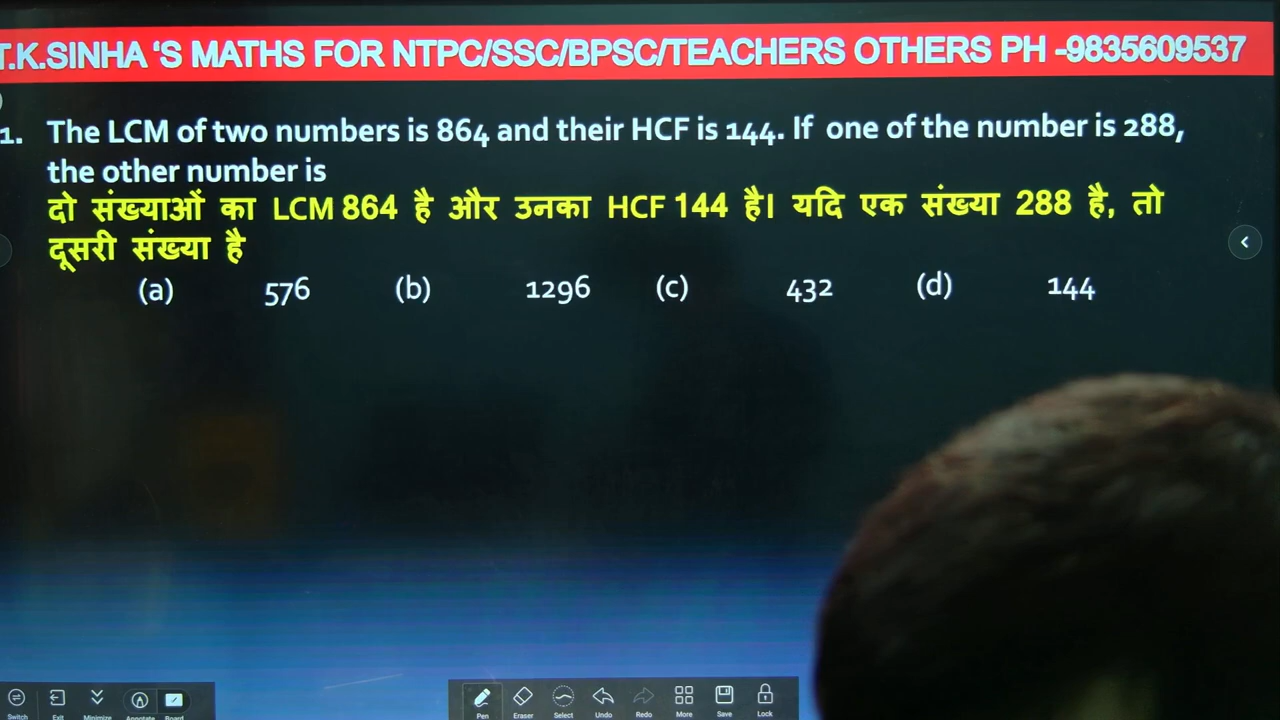 T.K.SINHA 'S MATHS FOR NTPC/SSC/BPSC/TEACHERS OTHERS PH -9835609537
1. The LCM of two numbers is 864 and their HCF is 144. If one of the number is 288,
the other number is
दो संख्याओं का LCM 864 है और उनका HCF 144 है। यदि एक संख्या 288 है, तो
दूसरी संख्या है
(a) 576 (b) 1296 (c) 432 (d) 144
Switch Exit Minimize Annotate Board Pen Eraser Select Undo Redo More Save Lock